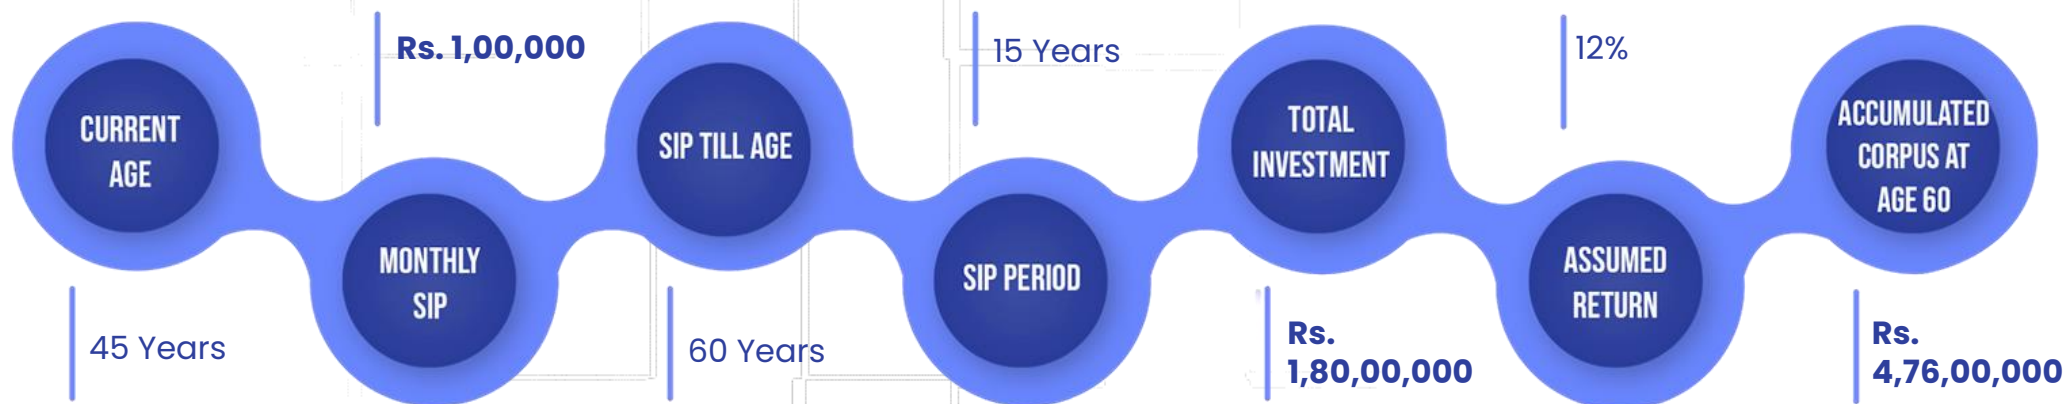 CURRENT
AGE
45 Years
Rs. 1,00,000
MONTHLY
SIP
SIP TILL AGE
60 Years
15 Years
SIP PERIOD
TOTAL
INVESTMENT
Rs.
1,80,00,000
12%
ASSUMED
RETURN
ACCUMULATED
CORPUS AT
AGE 60
Rs.
4,76,00,000